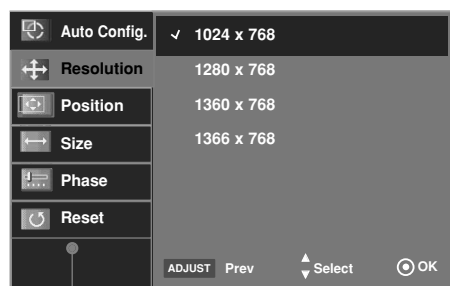 Auto Config.
Resolution
Position
Size
Phase
Reset
✓ 1024 x 768
1280 x 768
1360 x 768
1366 x 768
ADJUST Prev Select OK